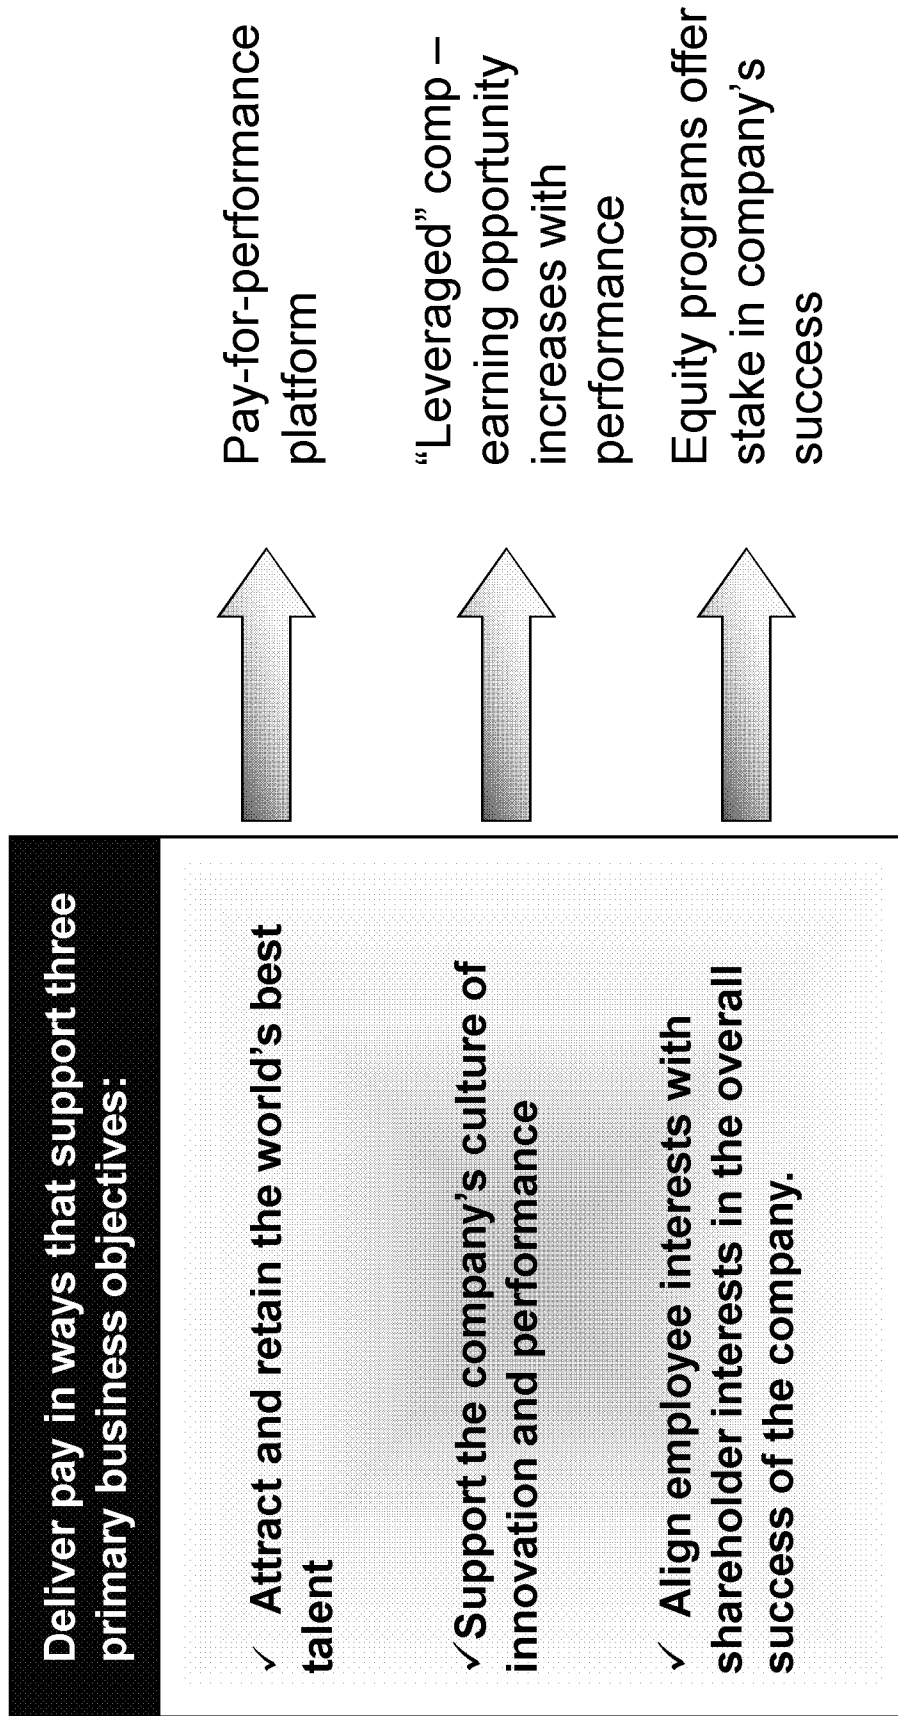 Deliver pay in ways that support three
primary business objectives:
✓ Attract and retain the world's best
talent
✓Support the company's culture of
innovation and performance
✓ Align employee interests with
shareholder interests in the overall
success of the company.
Pay-for-performance
platform
“Leveraged” comp –
earning opportunity
increases with
performance
Equity programs offer
stake in company's
success